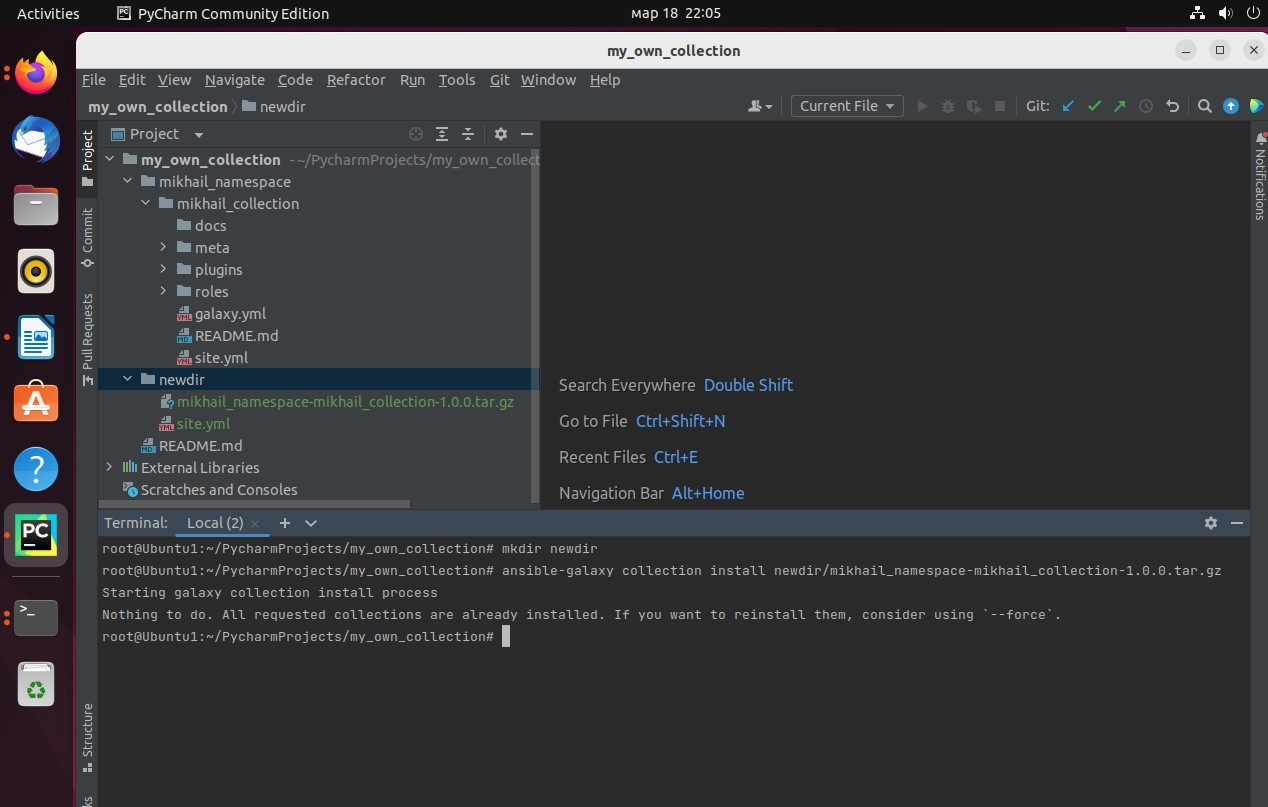 Activities PyCharm Community Edition мар 18 22:05
my_own_collection
File Edit View Navigate Code Refactor Run Tools Git Window Help
my_own_collection newdir Current File Git:
Project
my_own_collection ~/PycharmProjects/my_own_collect
mikhail_namespace
mikhail_collection
docs
meta
plugins
roles
galaxy.yml
README.md
site.yml
newdir
mikhail_namespace-mikhail_collection-1.0.0.tar.gz
site.yml
README.md
External Libraries
Scratches and Consoles
Project
Commit
Pull Requests
Structure
Notifications
Search Everywhere Double Shift
Go to File Ctrl+Shift+N
Recent Files Ctrl+E
Navigation Bar Alt+Home
Terminal: Local (2)
root@Ubuntu1:~/PycharmProjects/my_own_collection# mkdir newdir
root@Ubuntu1:~/PycharmProjects/my_own_collection# ansible-galaxy collection install newdir/mikhail_namespace-mikhail_collection-1.0.0.tar.gz
Starting galaxy collection install process
Nothing to do. All requested collections are already installed. If you want to reinstall them, consider using `--force`.
root@Ubuntu1:~/PycharmProjects/my_own_collection#